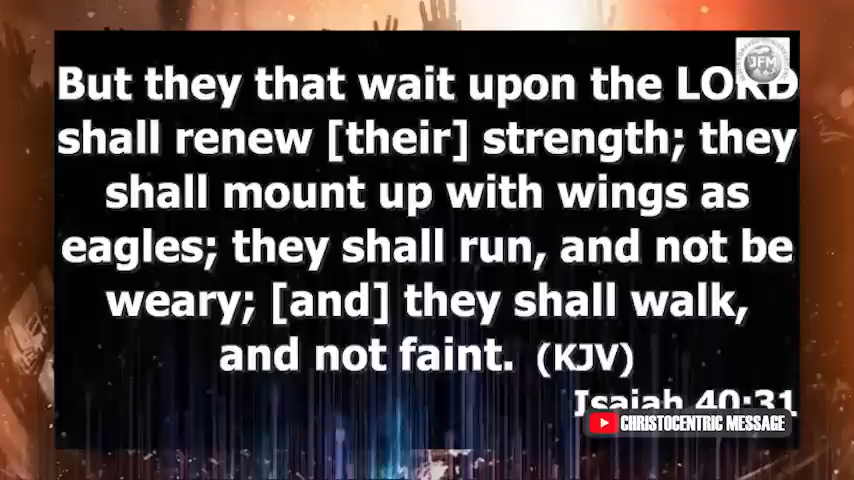 But they that wait upon the LORD
shall renew [their] strength; they
shall mount up with wings as
eagles; they shall run, and not be
weary; [and] they shall walk,
and not faint. (KJV)
Isaiah 40:31
CHRISTOCENTRIC MESSAGE
JFM